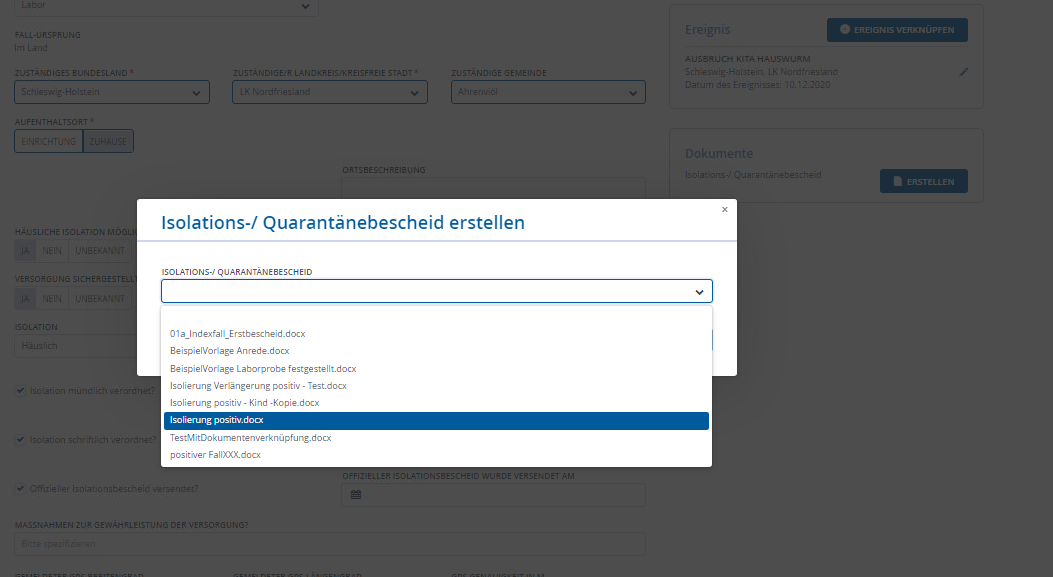 Labor
FALL-URSPRUNG
Im Land
ZUSTÄNDIGES BUNDESLAND *
ZUSTÄNDIGE/R LANDKREIS/KREISFREIE STADT *
ZUSTÄNDIGE GEMEINDE
Schleswig-Holstein
LK Nordfriesland
Ahrenviöl
AUFENTHALTSORT *
EINRICHTUNG
ZUHAUSE
ORTSBESCHREIBUNG
Ereignis
EREIGNIS VERKNÜPFEN
AUSBRUCH KITA HAUSWURM
Schleswig-Holstein, LK Nordfriesland
Datum des Ereignisses: 10.12.2020
Dokumente
Isolations-/ Quarantänebescheid
ERSTELLEN
HÄUSLICHE ISOLATION MÖGLI
JA
NEIN
UNBEKANNT
VERSORGUNG SICHERGESTELLT
JA
NEIN
UNBEKANNT
ISOLATION
Häuslich
Isolation mündlich verordnet?
Isolation schriftlich verordnet?
Offizieller Isolationsbescheid versendet?
OFFIZIELLER ISOLATIONSBESCHEID WURDE VERSENDET AM
MASSNAHMEN ZUR GEWÄHRLEISTUNG DER VERSORGUNG?
Bitte spezifizieren
Isolations-/ Quarantänebescheid erstellen
×
ISOLATIONS-/ QUARANTÄNEBESCHEID
01a_Indexfall_Erstbescheid.docx
BeispielVorlage Anrede.docx
BeispielVorlage Laborprobe festgestellt.docx
Isolierung Verlängerung positiv - Test.docx
Isolierung positiv - Kind -Kopie.docx
Isolierung positiv.docx
TestMitDokumentenverknüpfung.docx
positiver FallXXX.docx